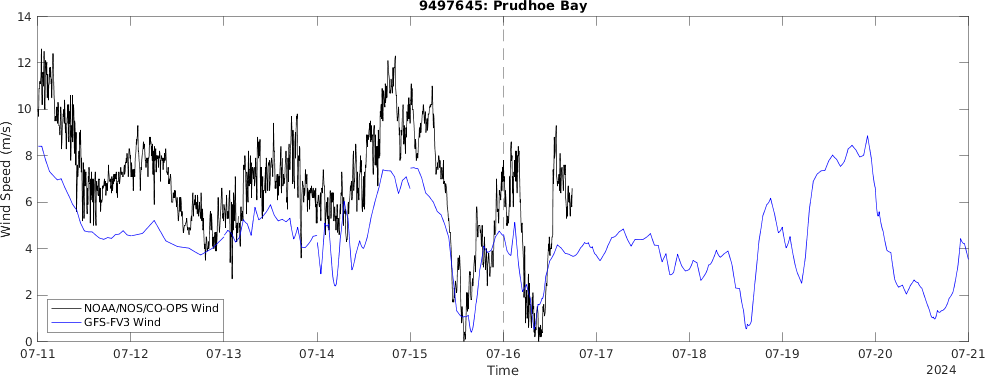 9497645: Prudhoe Bay
Wind Speed (m/s)
14
12
10
8
6
4
2
0
NOAA/NOS/CO-OPS Wind
GFS-FV3 Wind
07-11 07-12 07-13 07-14 07-15 07-16 07-17 07-18 07-19 07-20 07-21
Time
2024